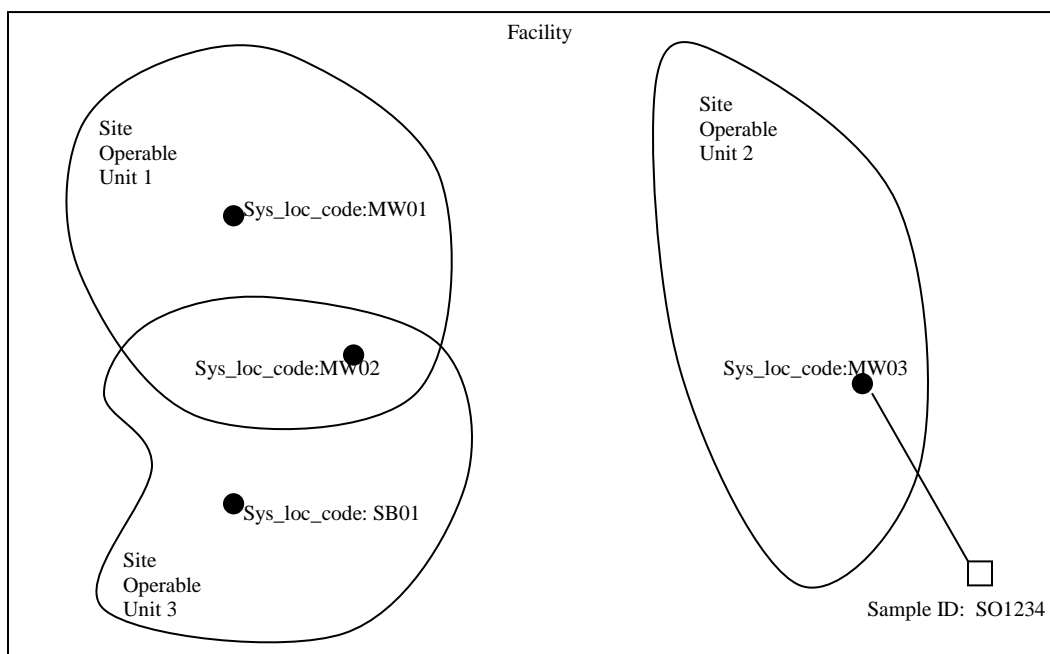 Facility
Site
Operable
Unit 1
Sys_loc_code:MW01
Sys_loc_code:MW02
Sys_loc_code: SB01
Site
Operable
Unit 3
Site
Operable
Unit 2
Sys_loc_code:MW03
Sample ID: SO1234